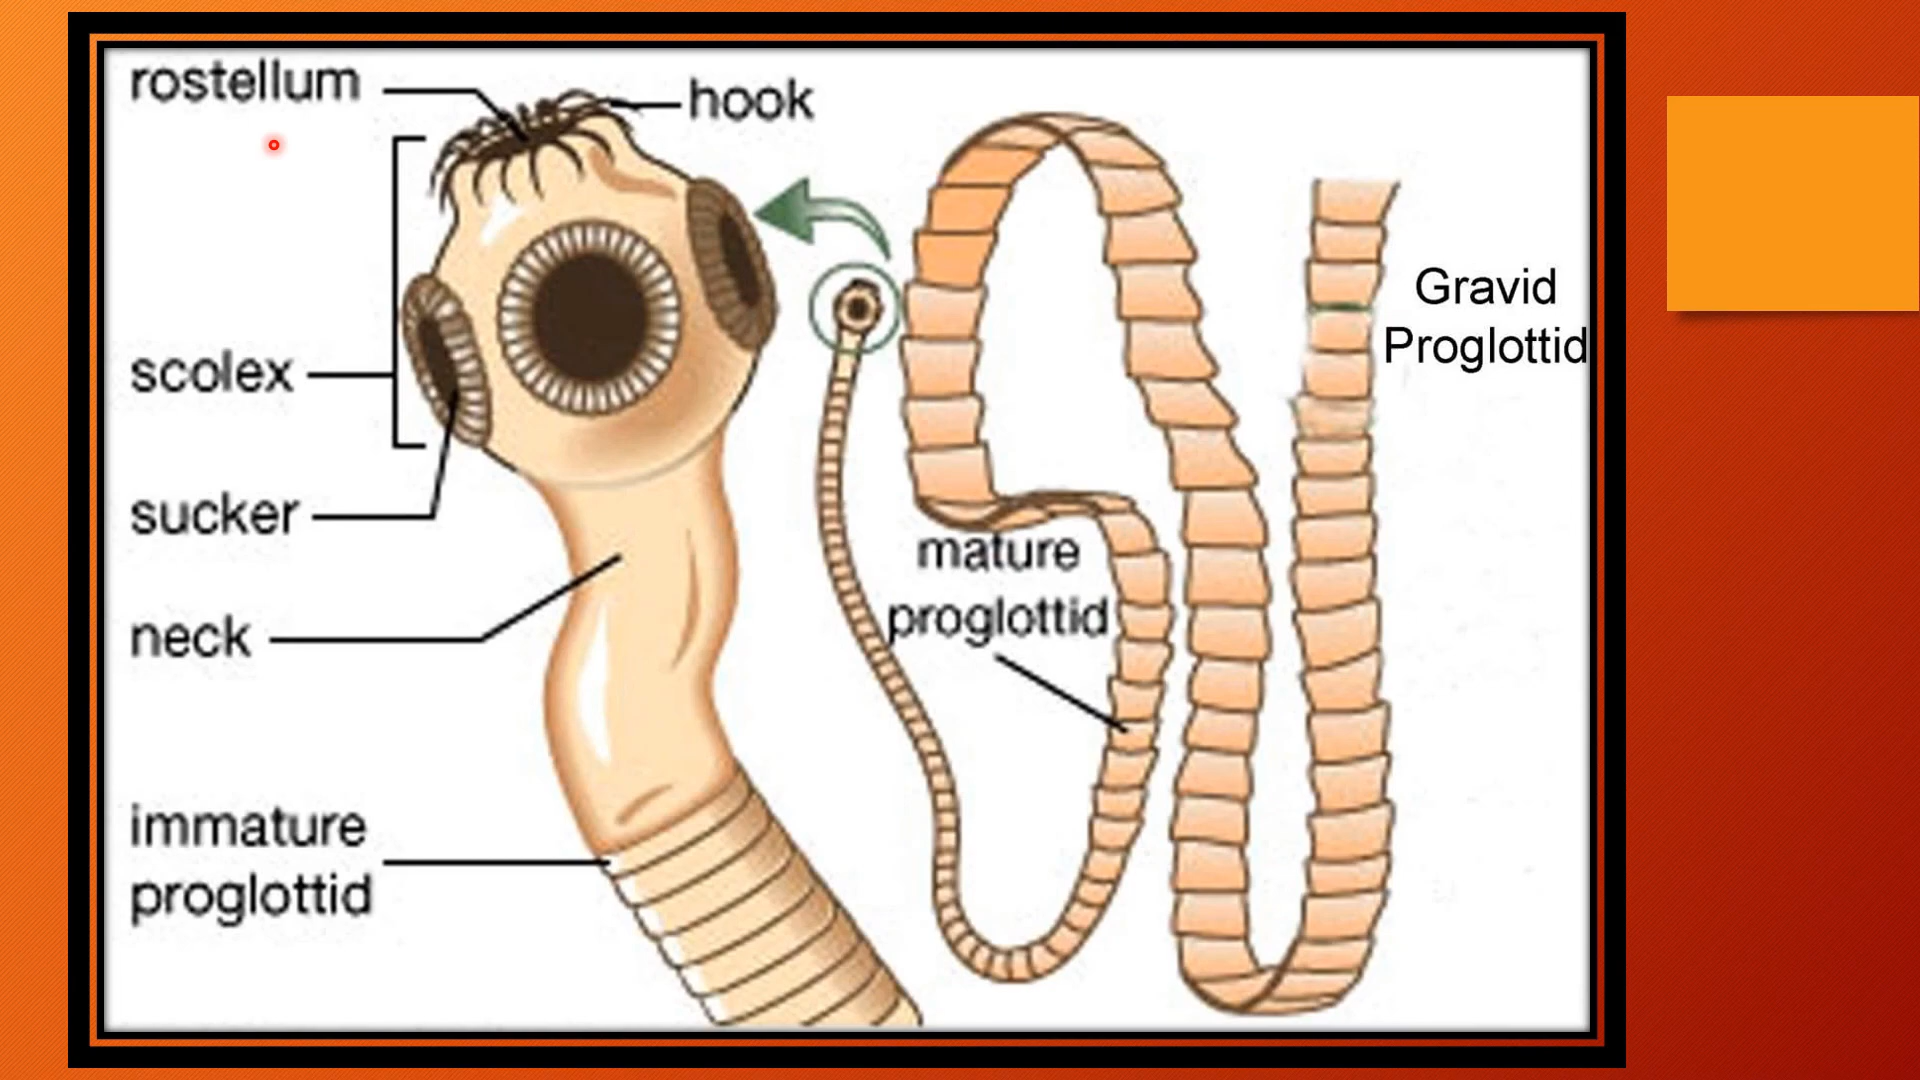 rostellum
hook
scolex
sucker
neck
immature
proglottid
mature
proglottid
Gravid
Proglottid